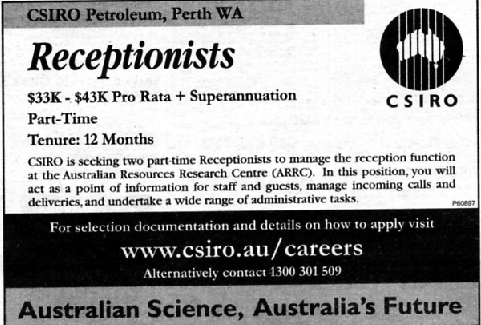 CSIRO Petroleum, Perth WA
Receptionists
$33K - $43K Pro Rata + Superannuation
Part-Time
Tenure: 12 Months
CSIRO
CSIRO is seeking two part-time Receptionists to manage the reception function
at the Australian Resources Research Centre (ARRC). In this position, you will
act as a point of information for staff and guests, manage incoming calls and
deliveries, and undertake a wide range of administrative tasks.
P60897
For selection documentation and details on how to apply visit
www.csiro.au/careers
Alternatively contact 1300 301 509
Australian Science, Australia's Future